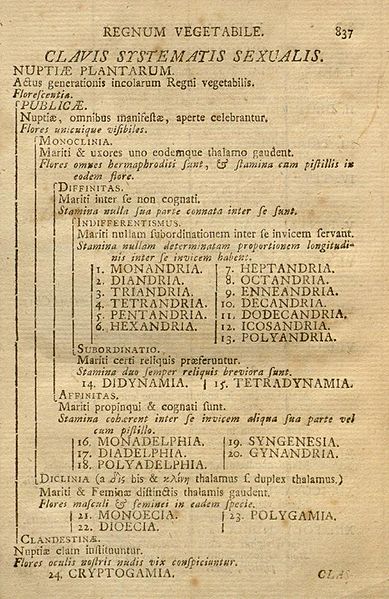 REGNUM VEGETABILE. 837
CLAVIS SYSTEMATIS SEXUALIS.
NUPTIÆ PLANTARUM.
Actus generationis incolarum Regni vegetabilis.
Florescentia.
PUBLICÆ.
Nuptiæ, omnibus manifestæ, aperte celebrantur.
Flores unicuique visibiles.
MONOCLINIA.
Mariti & uxores uno eodemque thalamo gaudent.
Flores omnes hermaphroditi sunt, & stamina cum pistillis in
eodem flore.
DIFFINITAS.
Mariti inter se non cognati.
Stamina nulla sua parte connata inter se sunt.
INDIFFERENTISMUS.
Mariti nullam subordinationem inter se invicem servant.
Stamina nullam determinatam proportionem longitudi-
nis inter se invicem habent.
1. MONANDRIA. 7. HEPTANDRIA.
2. DIANDRIA. 8. OCTANDRIA.
3. TRIANDRIA. 9. ENNEANDRIA.
4. TETRANDRIA. 10. DECANDRIA.
5. PENTANDRIA. 11. DODECANDRIA.
6. HEXANDRIA. 12. ICOSANDRIA.
13. POLYANDRIA.
SUBORDINATIO.
Mariti certi reliquis præferuntur.
Stamina duo semper reliquis breviora sunt.
14. DIDYNAMIA. 15. TETRADYNAMIA.
AFFINITAS.
Mariti propinqui & cognati sunt.
Stamina cohærent inter se invicem aliqua sua parte vel
cum pistillo.
16. MONADELPHIA. 19. SYNGENESIA.
17. DIADELPHIA. 20. GYNANDRIA.
18. POLYADELPHIA.
DICLINIA (a δὶς bis & κλίνη thalamus s. duplex thalamus.)
Mariti & Feminæ distinctis thalamis gaudent.
Flores masculi & feminei in eadem specie.
21. MONOECIA. 23. POLYGAMIA.
22. DIOECIA.
CLANDESTINÆ.
Nuptiæ clam instituuntur.
Flores oculis nostris nudis vix conspiciuntur.
24. CRYPTOGAMIA. CLAS-